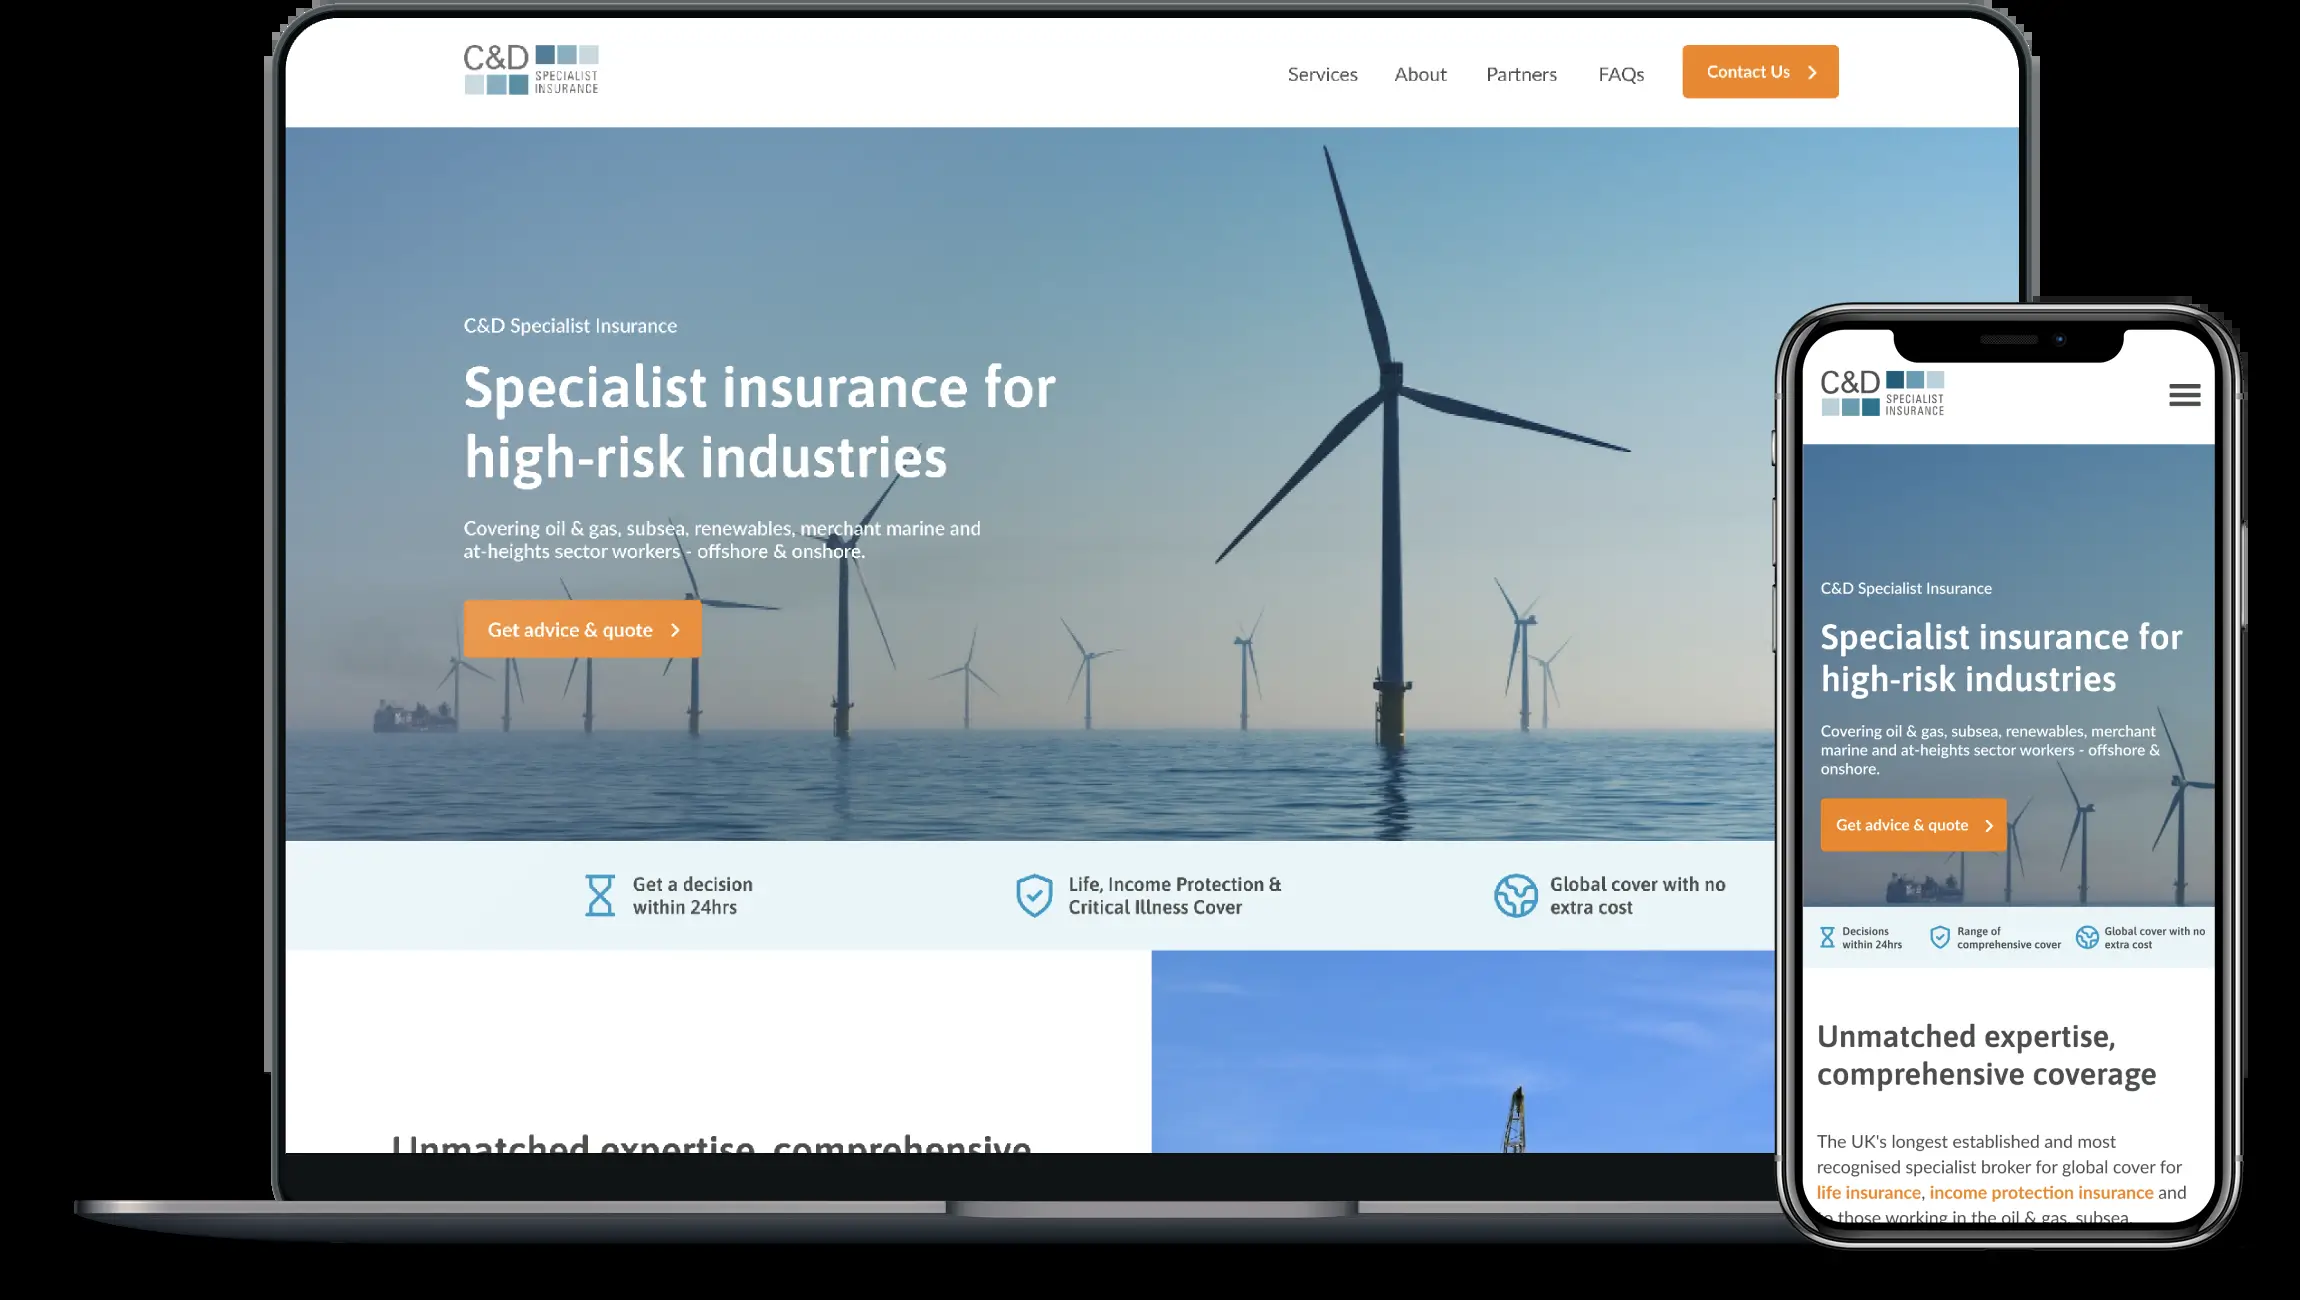 C&D
SPECIALIST
INSURANCE
Services About Partners FAQs Contact Us
C&D Specialist Insurance
Specialist insurance for
high-risk industries
Covering oil & gas, subsea, renewables, merchant marine and
at-heights sector workers - offshore & onshore.
Get advice & quote
Get a decision
within 24hrs
Life, Income Protection &
Critical Illness Cover
Global cover with no
extra cost
Unmatched expertise, comprehensive
C&D
SPECIALIST
INSURANCE
C&D Specialist Insurance
Specialist insurance for
high-risk industries
Covering oil & gas, subsea, renewables, merchant
marine and at-heights sector workers - offshore &
onshore.
Get advice & quote
Decisions
within 24hrs
Range of
comprehensive cover
Global cover with no
extra cost
Unmatched expertise,
comprehensive coverage
The UK's longest established and most
recognised specialist broker for global cover for
life insurance, income protection insurance and
to those working in the oil & gas, subsea,